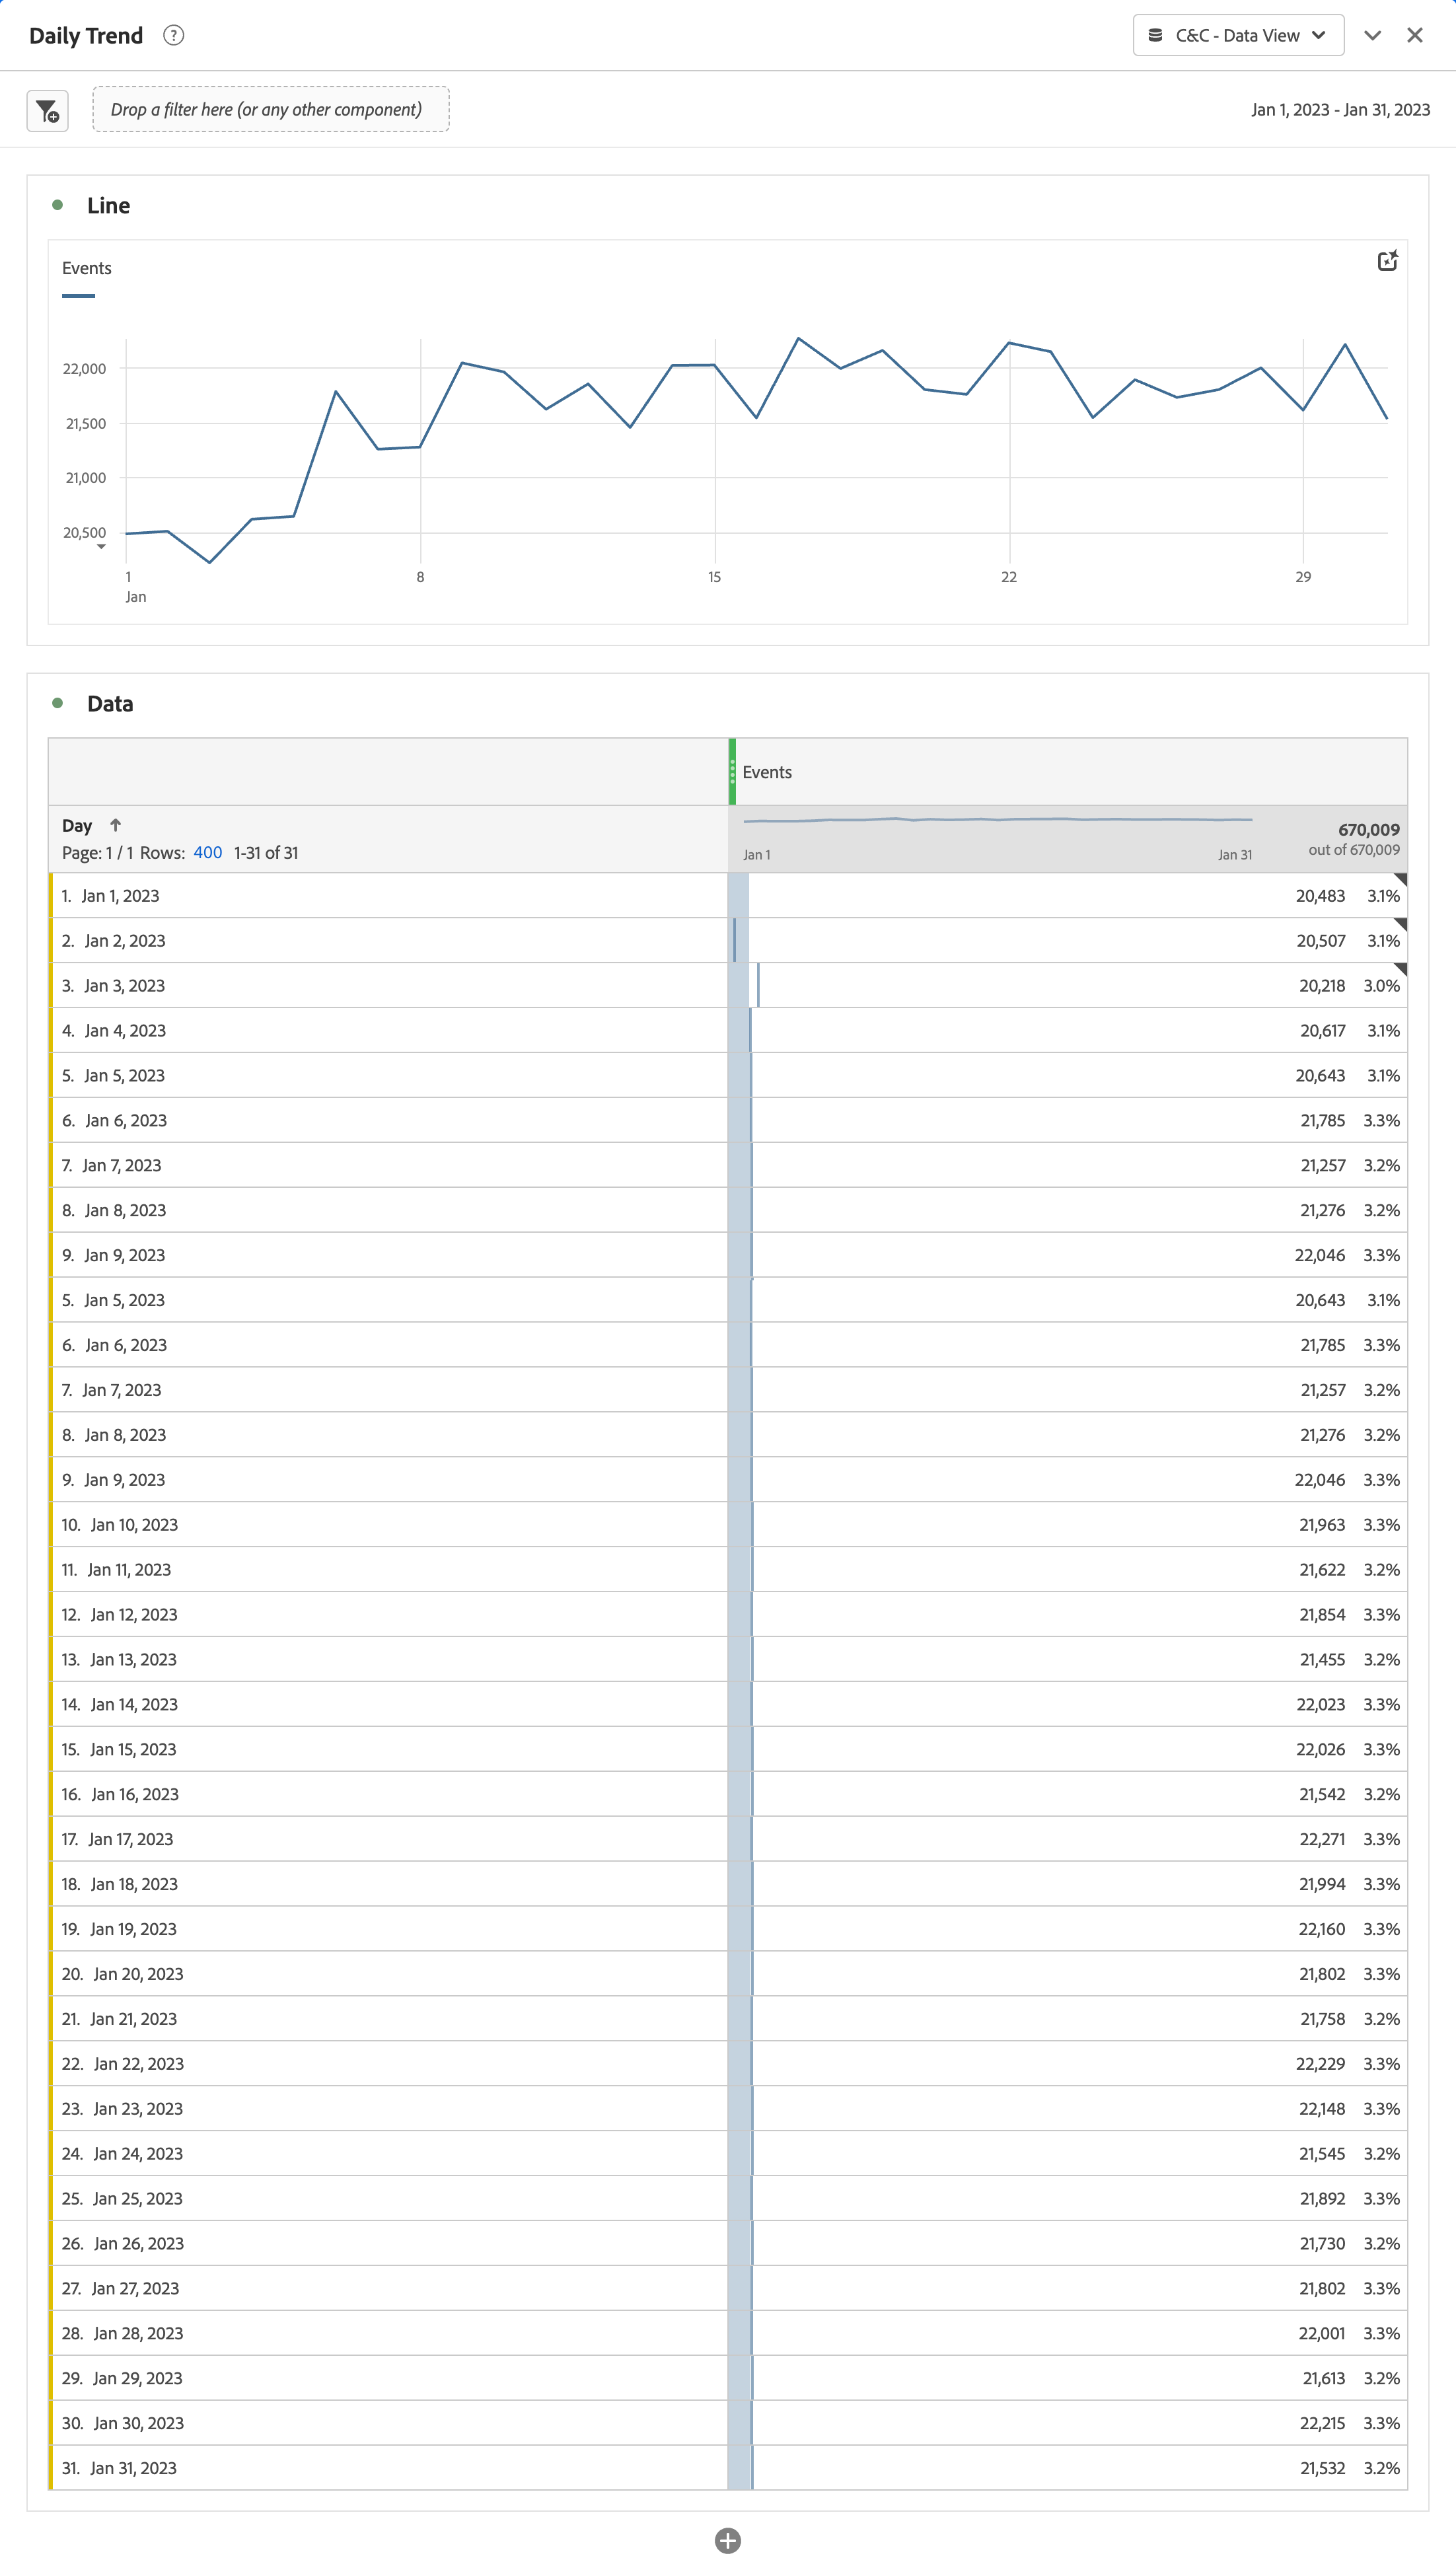 Daily Trend ? C&C - Data View
Drop a filter here (or any other component) Jan 1, 2023 - Jan 31, 2023
Line
Events
22,000
21,500
21,000
20,500
1 8 15 22 29
Jan
Data
Events
Day 670,009
Page: 1 / 1 Rows: 400 1-31 of 31 Jan 1 Jan 31 out of 670,009
1. Jan 1, 2023 20,483 3.1%
2. Jan 2, 2023 20,507 3.1%
3. Jan 3, 2023 20,218 3.0%
4. Jan 4, 2023 20,617 3.1%
5. Jan 5, 2023 20,643 3.1%
6. Jan 6, 2023 21,785 3.3%
7. Jan 7, 2023 21,257 3.2%
8. Jan 8, 2023 21,276 3.2%
9. Jan 9, 2023 22,046 3.3%
5. Jan 5, 2023 20,643 3.1%
6. Jan 6, 2023 21,785 3.3%
7. Jan 7, 2023 21,257 3.2%
8. Jan 8, 2023 21,276 3.2%
9. Jan 9, 2023 22,046 3.3%
10. Jan 10, 2023 21,963 3.3%
11. Jan 11, 2023 21,622 3.2%
12. Jan 12, 2023 21,854 3.3%
13. Jan 13, 2023 21,455 3.2%
14. Jan 14, 2023 22,023 3.3%
15. Jan 15, 2023 22,026 3.3%
16. Jan 16, 2023 21,542 3.2%
17. Jan 17, 2023 22,271 3.3%
18. Jan 18, 2023 21,994 3.3%
19. Jan 19, 2023 22,160 3.3%
20. Jan 20, 2023 21,802 3.3%
21. Jan 21, 2023 21,758 3.2%
22. Jan 22, 2023 22,229 3.3%
23. Jan 23, 2023 22,148 3.3%
24. Jan 24, 2023 21,545 3.2%
25. Jan 25, 2023 21,892 3.3%
26. Jan 26, 2023 21,730 3.2%
27. Jan 27, 2023 21,802 3.3%
28. Jan 28, 2023 22,001 3.3%
29. Jan 29, 2023 21,613 3.2%
30. Jan 30, 2023 22,215 3.3%
31. Jan 31, 2023 21,532 3.2%